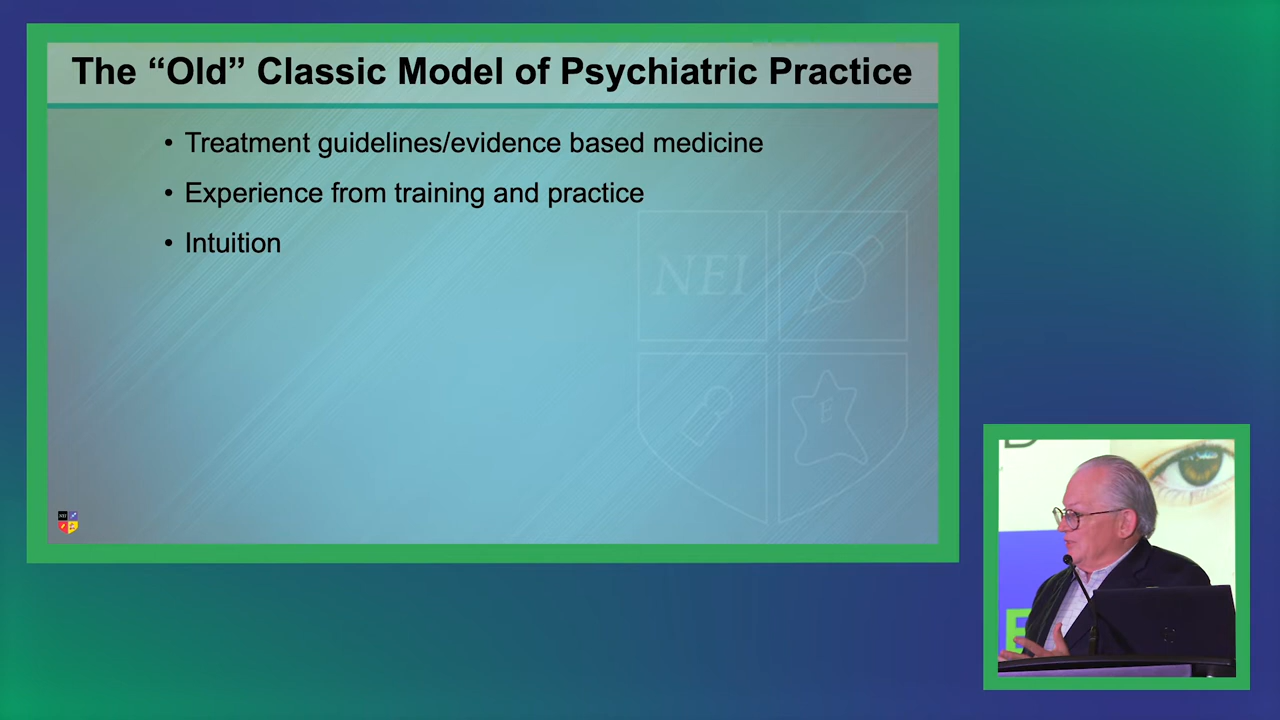 The “Old” Classic Model of Psychiatric Practice
• Treatment guidelines/evidence based medicine
• Experience from training and practice
• Intuition
NEI
E
NEI
D
E